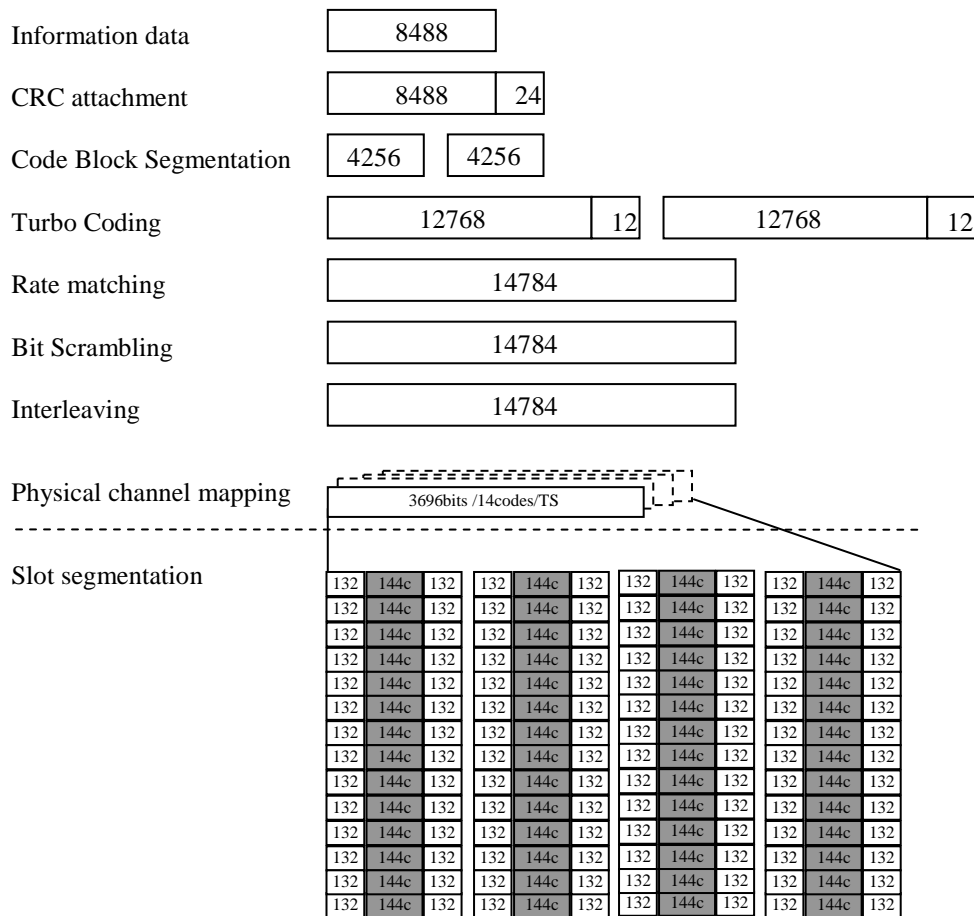 Information data 8488
CRC attachment 8488 24
Code Block Segmentation 4256 4256
Turbo Coding 12768 12 12768 12
Rate matching 14784
Bit Scrambling 14784
Interleaving 14784
Physical channel mapping 3696bits /14codes/TS
Slot segmentation
132 144c 132 132 144c 132 132 144c 132 132 144c 132
132 144c 132 132 144c 132 132 144c 132 132 144c 132
132 144c 132 132 144c 132 132 144c 132 132 144c 132
132 144c 132 132 144c 132 132 144c 132 132 144c 132
132 144c 132 132 144c 132 132 144c 132 132 144c 132
132 144c 132 132 144c 132 132 144c 132 132 144c 132
132 144c 132 132 144c 132 132 144c 132 132 144c 132
132 144c 132 132 144c 132 132 144c 132 132 144c 132
132 144c 132 132 144c 132 132 144c 132 132 144c 132
132 144c 132 132 144c 132 132 144c 132 132 144c 132
132 144c 132 132 144c 132 132 144c 132 132 144c 132
132 144c 132 132 144c 132 132 144c 132 132 144c 132
132 144c 132 132 144c 132 132 144c 132 132 144c 132
132 144c 132 132 144c 132 132 144c 132 132 144c 132